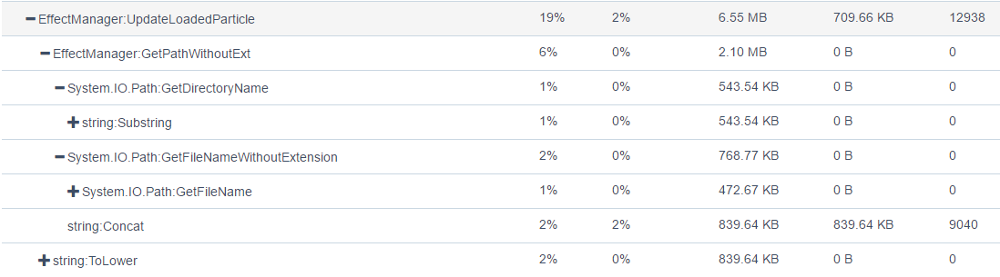 EffectManager:UpdateLoadedParticle 19% 2% 6.55 MB 709.66 KB 12938
EffectManager:GetPathWithoutExt 6% 0% 2.10 MB 0 B 0
System.IO.Path:GetDirectoryName 1% 0% 543.54 KB 0 B 0
string:Substring 1% 0% 543.54 KB 0 B 0
System.IO.Path:GetFileNameWithoutExtension 2% 0% 768.77 KB 0 B 0
System.IO.Path:GetFileName 1% 0% 472.67 KB 0 B 0
string:Concat 2% 2% 839.64 KB 839.64 KB 9040
string:ToLower 2% 0% 839.64 KB 0 B 0